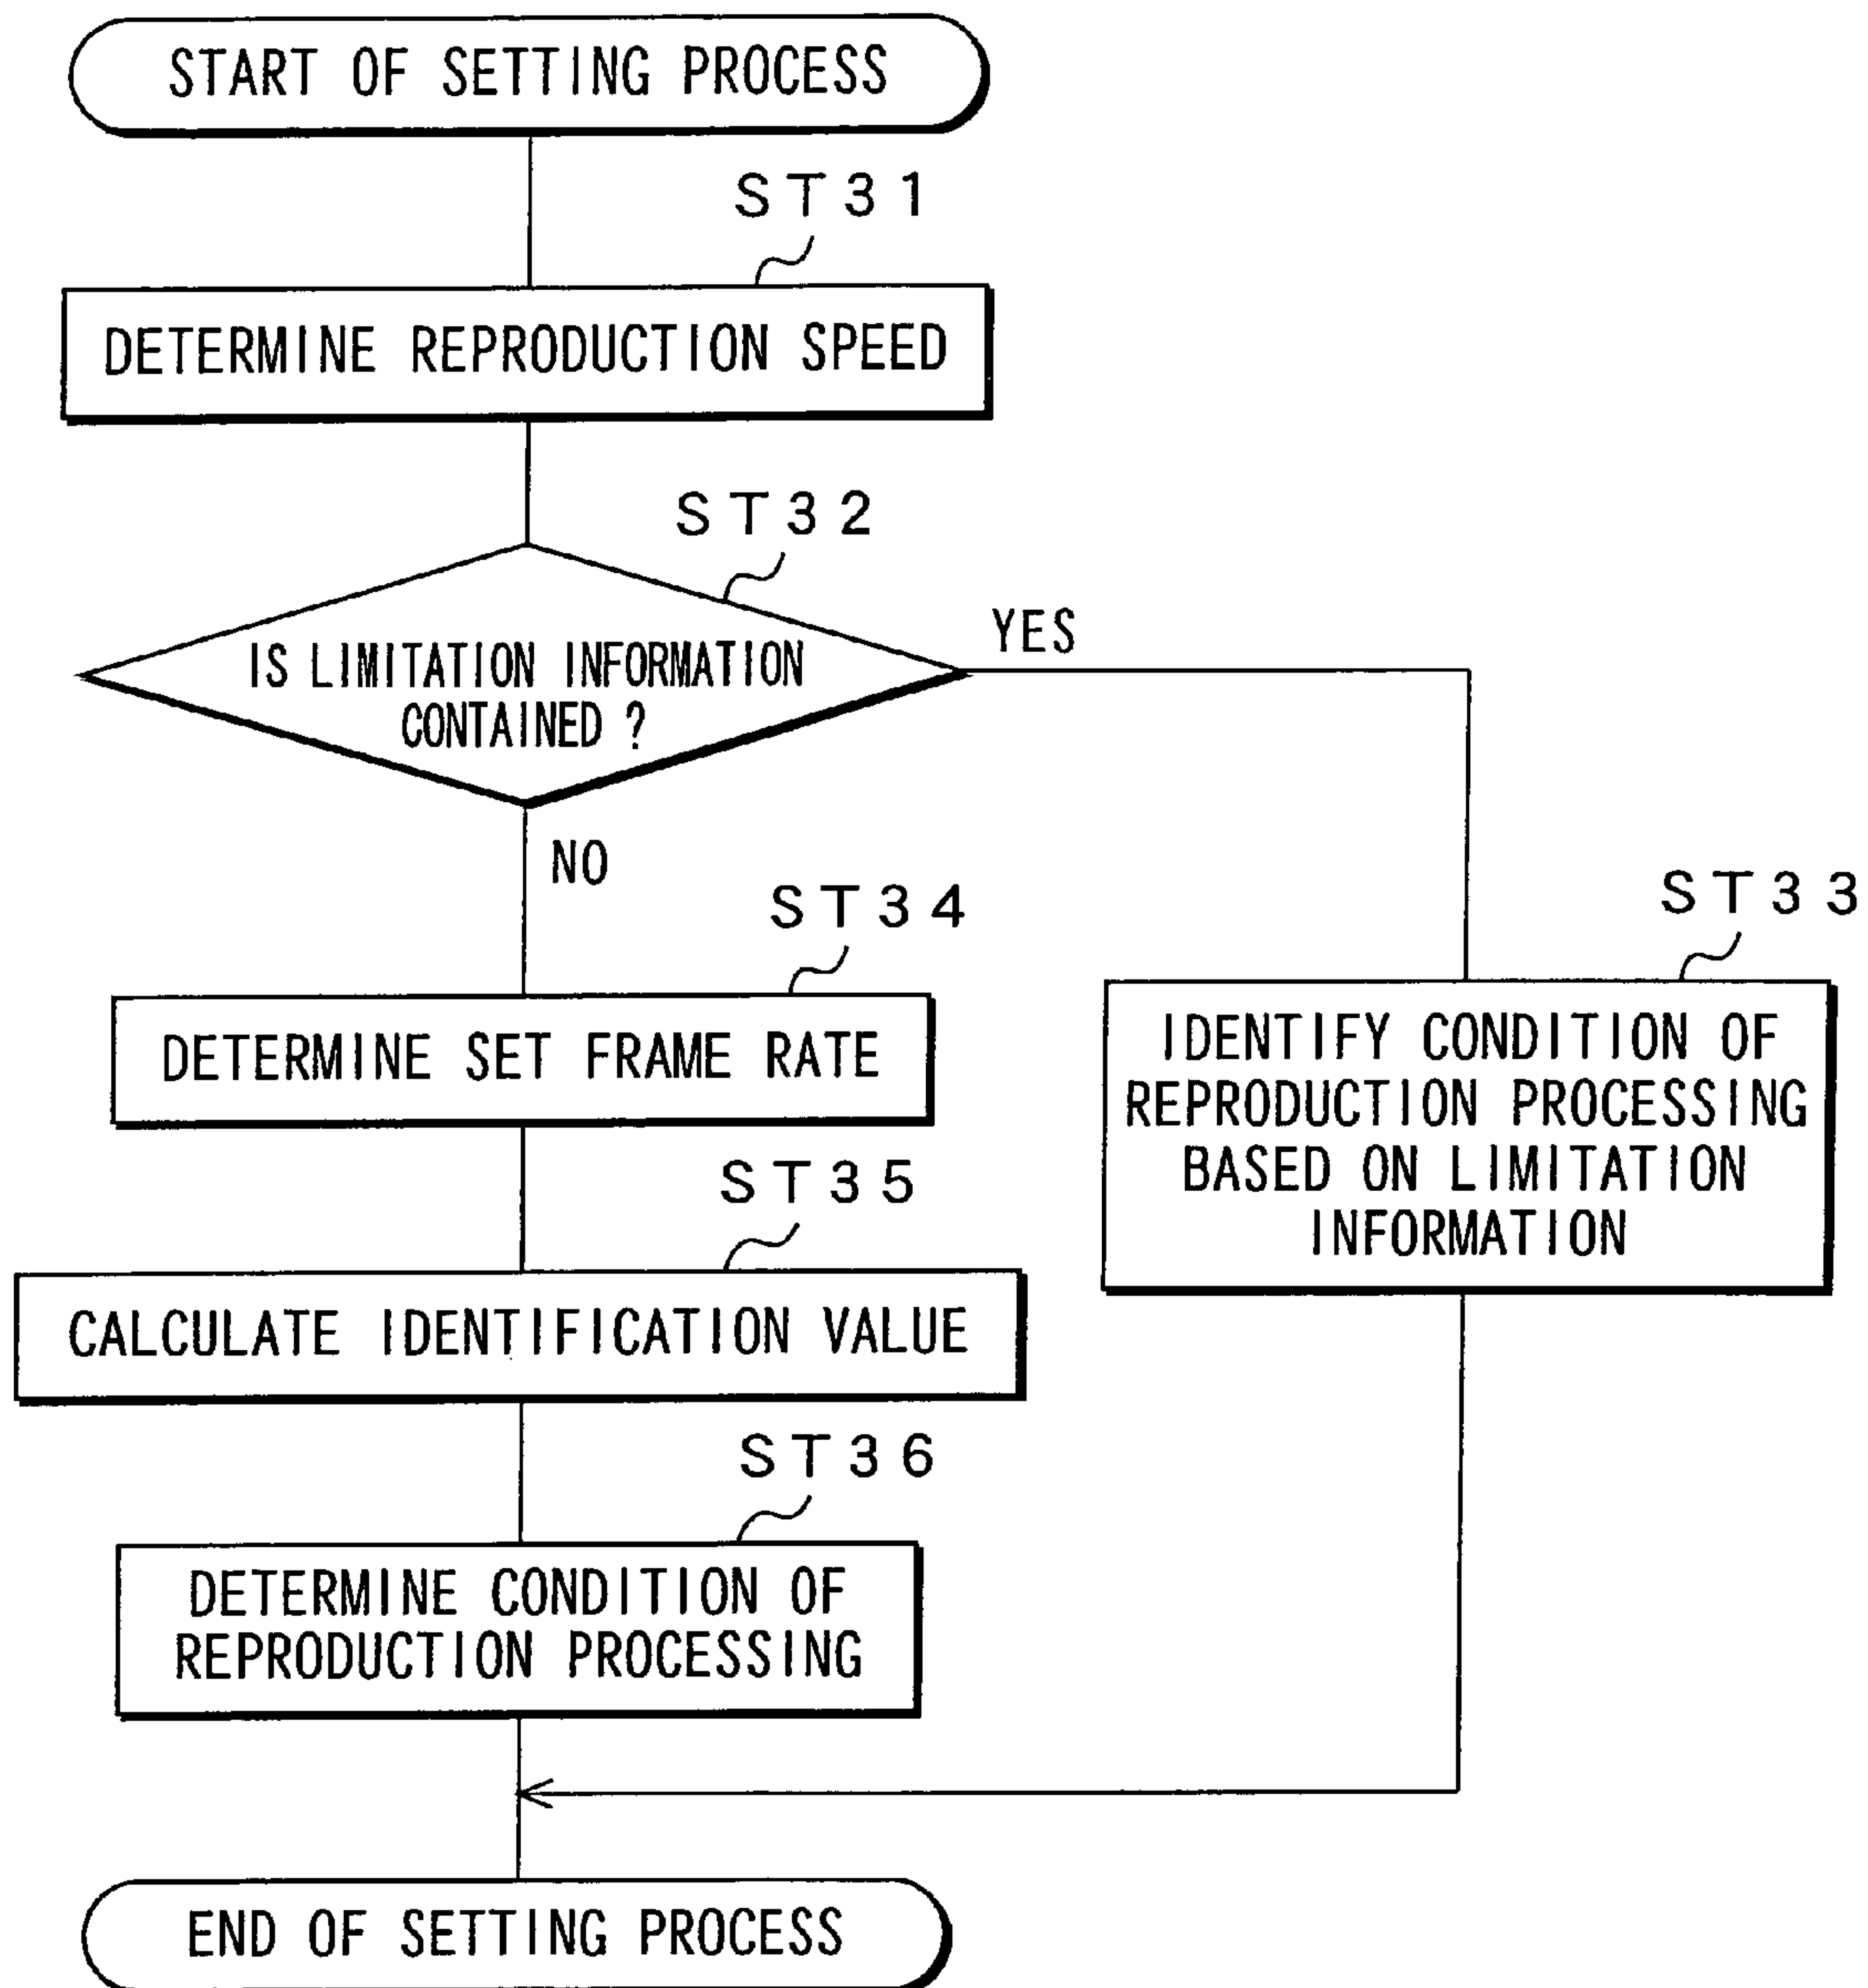 START OF SETTING PROCESS
ST31
DETERMINE REPRODUCTION SPEED
ST32
IS LIMITATION INFORMATION
CONTAINED ?
YES
NO
ST34
DETERMINE SET FRAME RATE
ST33
IDENTIFY CONDITION OF
REPRODUCTION PROCESSING
BASED ON LIMITATION
INFORMATION
ST35
CALCULATE IDENTIFICATION VALUE
ST36
DETERMINE CONDITION OF
REPRODUCTION PROCESSING
END OF SETTING PROCESS